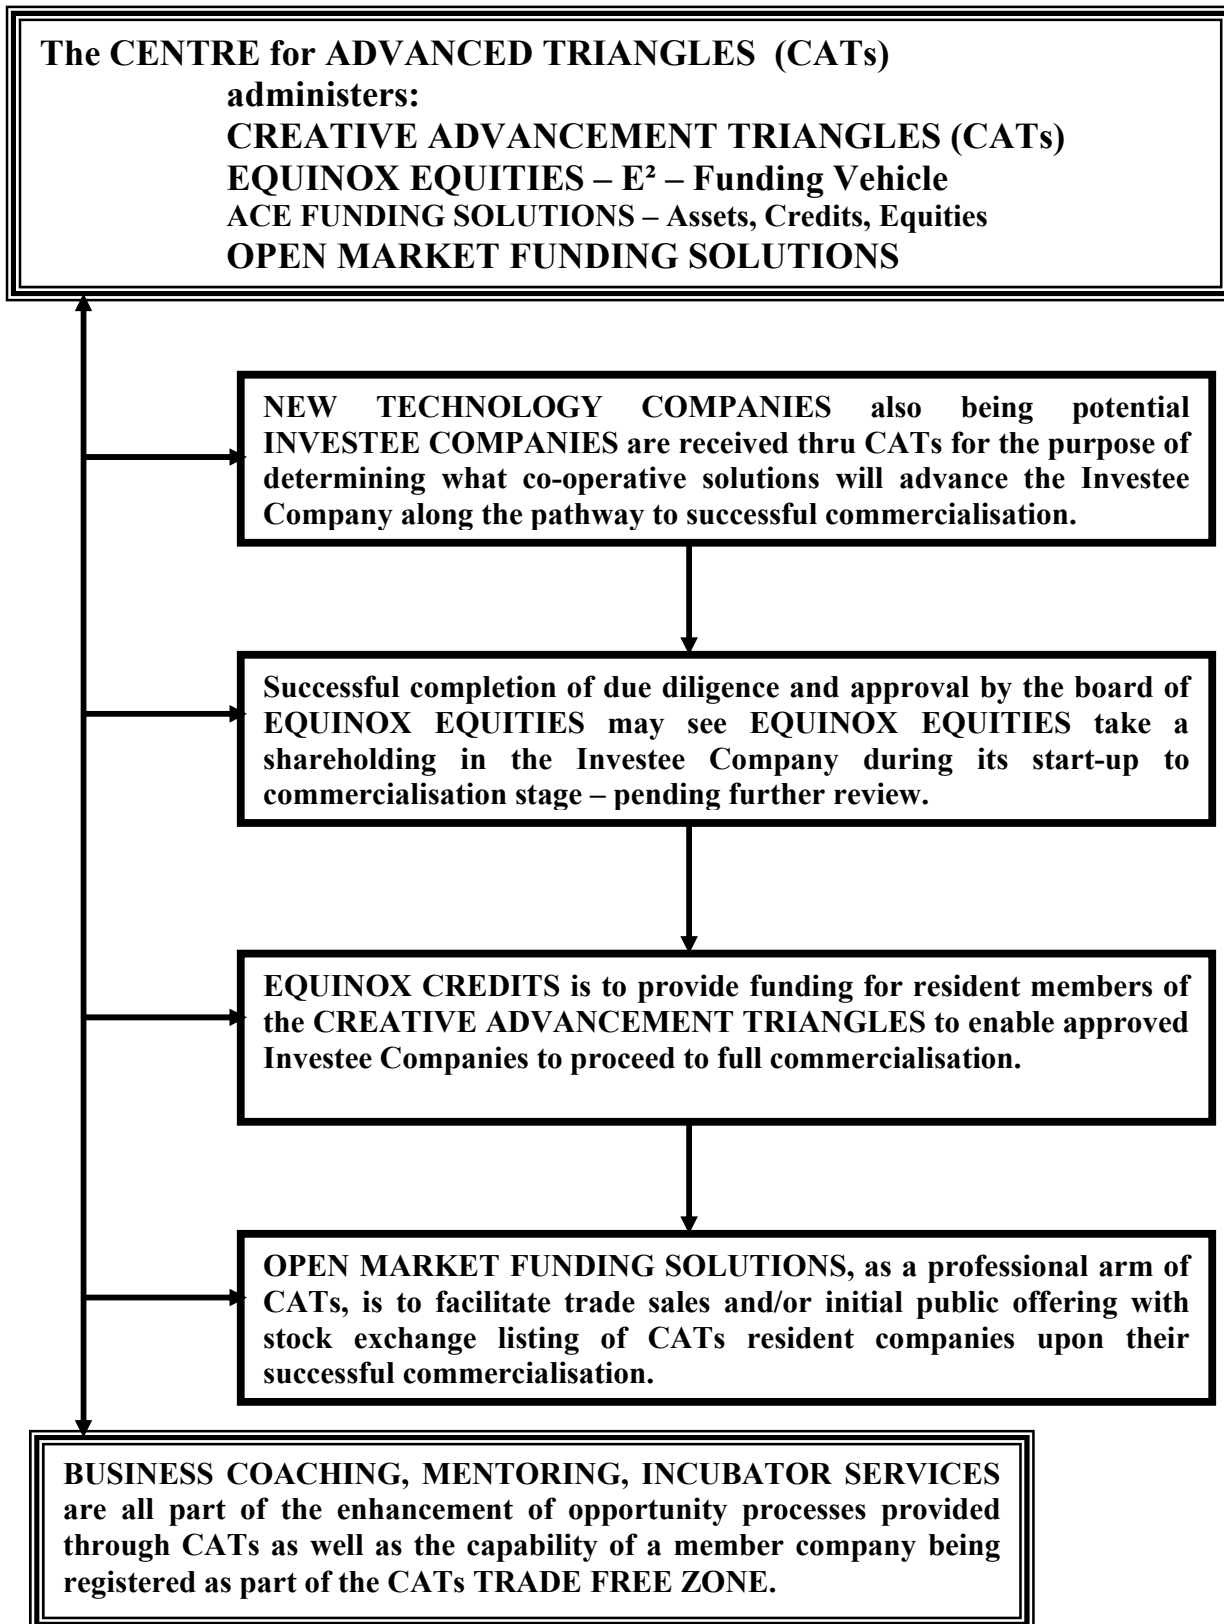 The CENTRE for ADVANCED TRIANGLES (CATs)
administers:
CREATIVE ADVANCEMENT TRIANGLES (CATs)
EQUINOX EQUITIES – E² – Funding Vehicle
ACE FUNDING SOLUTIONS – Assets, Credits, Equities
OPEN MARKET FUNDING SOLUTIONS
NEW TECHNOLOGY COMPANIES also being potential
INVESTEE COMPANIES are received thru CATs for the purpose of
determining what co-operative solutions will advance the Investee
Company along the pathway to successful commercialisation.
Successful completion of due diligence and approval by the board of
EQUINOX EQUITIES may see EQUINOX EQUITIES take a
shareholding in the Investee Company during its start-up to
commercialisation stage – pending further review.
EQUINOX CREDITS is to provide funding for resident members of
the CREATIVE ADVANCEMENT TRIANGLES to enable approved
Investee Companies to proceed to full commercialisation.
OPEN MARKET FUNDING SOLUTIONS, as a professional arm of
CATs, is to facilitate trade sales and/or initial public offering with
stock exchange listing of CATs resident companies upon their
successful commercialisation.
BUSINESS COACHING, MENTORING, INCUBATOR SERVICES
are all part of the enhancement of opportunity processes provided
through CATs as well as the capability of a member company being
registered as part of the CATs TRADE FREE ZONE.